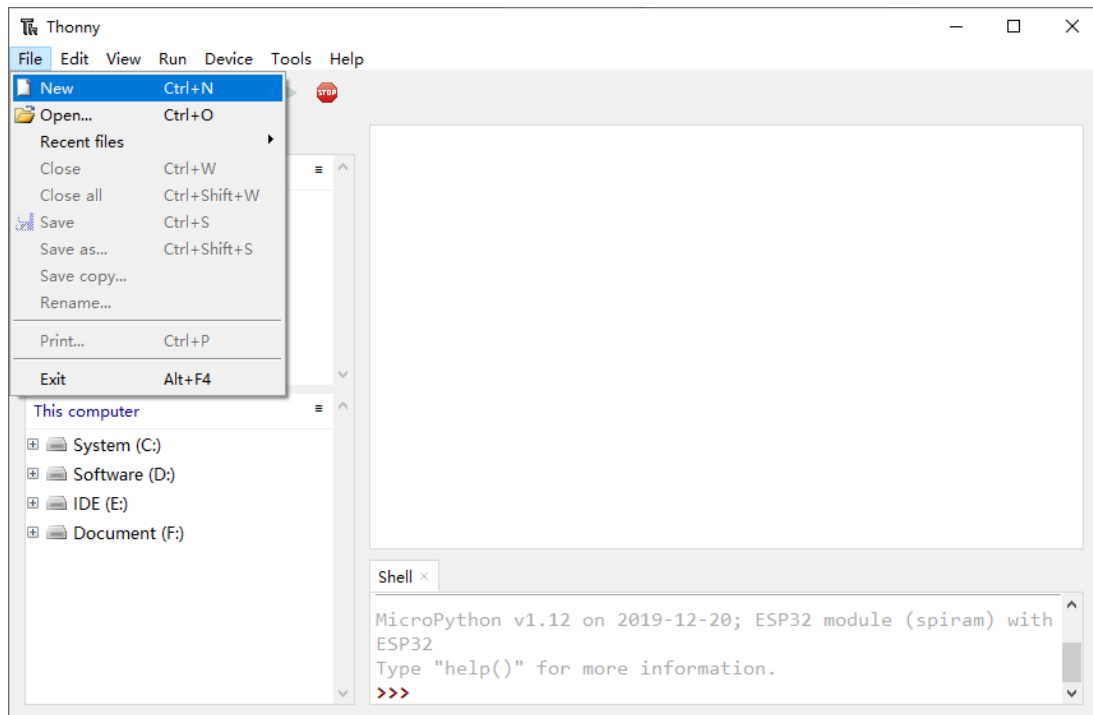 Thonny
File Edit View Run Device Tools Help
New Ctrl+N
STOP
Open... Ctrl+O
Recent files
Close Ctrl+W
Close all Ctrl+Shift+W
Save Ctrl+S
Save as... Ctrl+Shift+S
Save copy...
Rename...
Print... Ctrl+P
Exit Alt+F4
This computer
System (C:)
Software (D:)
IDE (E:)
Document (F:)
Shell
MicroPython v1.12 on 2019-12-20; ESP32 module (spiram) with
ESP32
Type "help()" for more information.
>>>